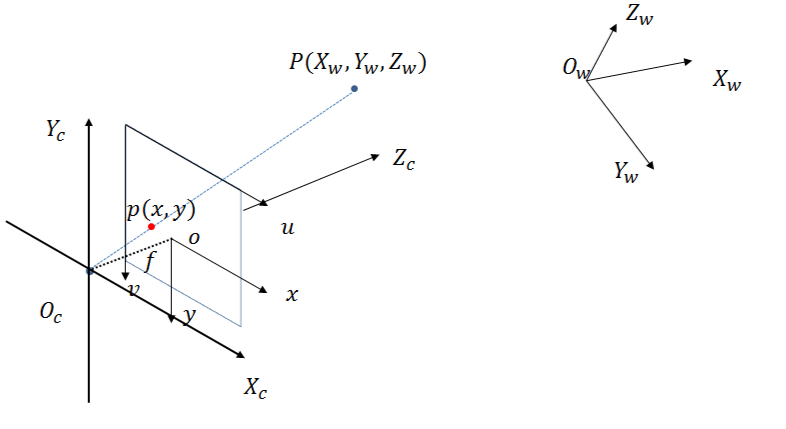 Z_w
P(X_w, Y_w, Z_w)
O_w
X_w
Y_c
Z_c
Y_w
p(x, y)
o
u
f
v
x
O_c
y
X_c